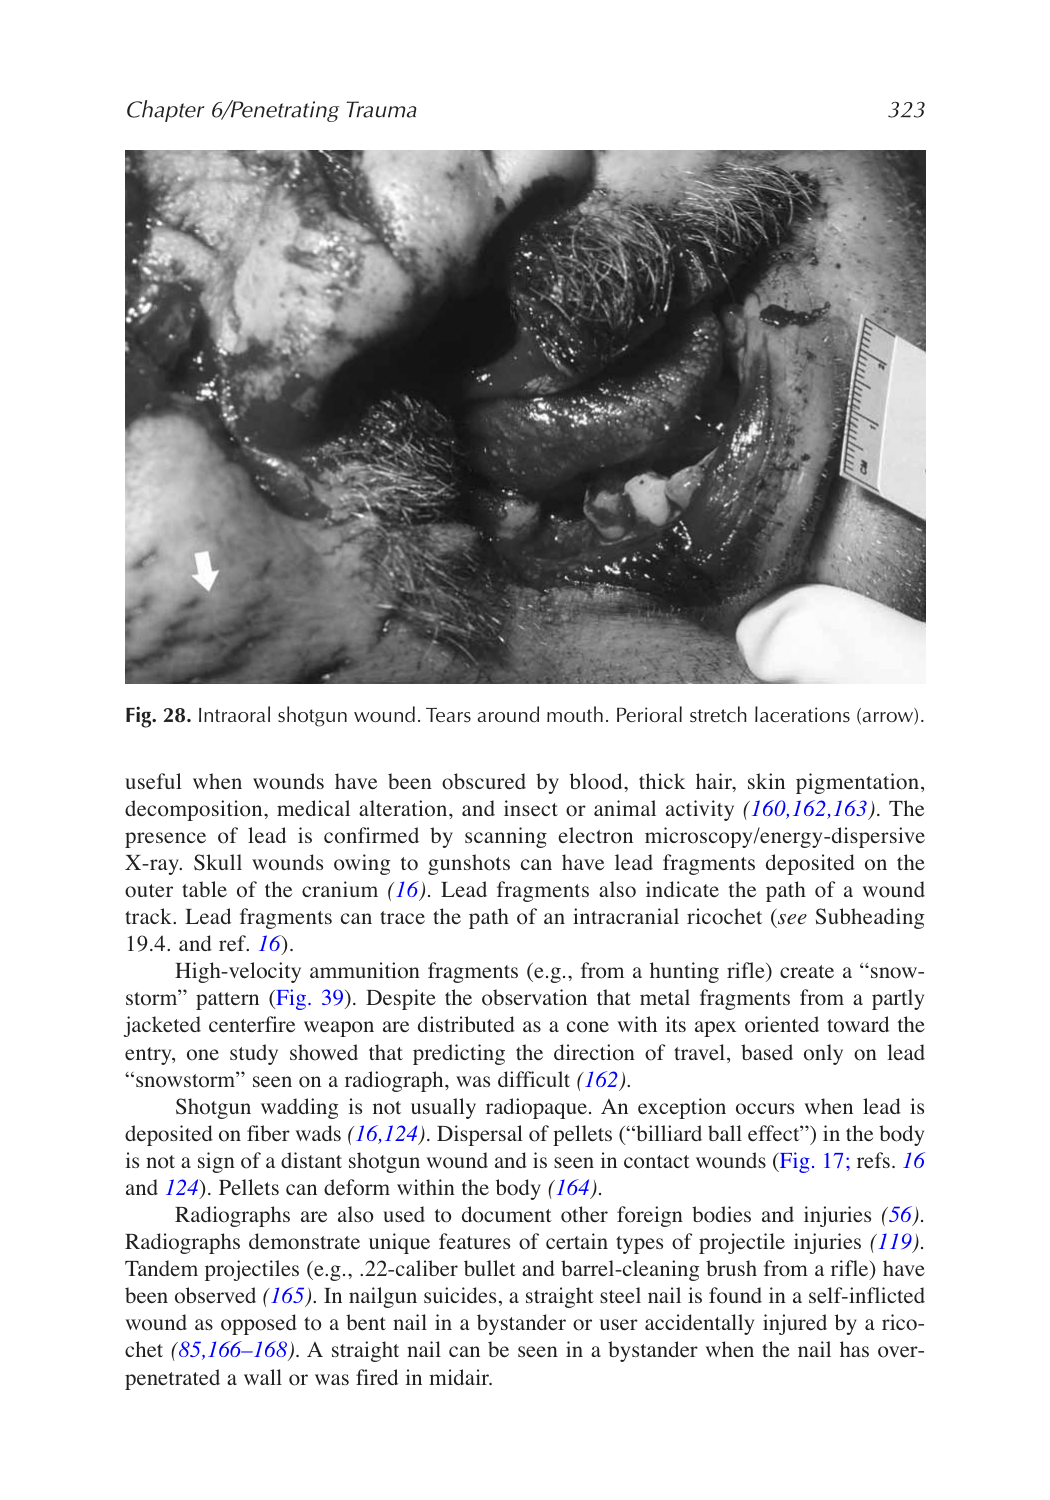 Chapter 6/Penetrating Trauma 323
CM
Fig. 28. Intraoral shotgun wound. Tears around mouth. Perioral stretch lacerations (arrow).
useful when wounds have been obscured by blood, thick hair, skin pigmentation,
decomposition, medical alteration, and insect or animal activity (160,162,163). The
presence of lead is confirmed by scanning electron microscopy/energy-dispersive
X-ray. Skull wounds owing to gunshots can have lead fragments deposited on the
outer table of the cranium (16). Lead fragments also indicate the path of a wound
track. Lead fragments can trace the path of an intracranial ricochet (see Subheading
19.4. and ref. 16).
High-velocity ammunition fragments (e.g., from a hunting rifle) create a “snow-
storm” pattern (Fig. 39). Despite the observation that metal fragments from a partly
jacketed centerfire weapon are distributed as a cone with its apex oriented toward the
entry, one study showed that predicting the direction of travel, based only on lead
“snowstorm” seen on a radiograph, was difficult (162).
Shotgun wadding is not usually radiopaque. An exception occurs when lead is
deposited on fiber wads (16,124). Dispersal of pellets (“billiard ball effect”) in the body
is not a sign of a distant shotgun wound and is seen in contact wounds (Fig. 17; refs. 16
and 124). Pellets can deform within the body (164).
Radiographs are also used to document other foreign bodies and injuries (56).
Radiographs demonstrate unique features of certain types of projectile injuries (119).
Tandem projectiles (e.g., .22-caliber bullet and barrel-cleaning brush from a rifle) have
been observed (165). In nailgun suicides, a straight steel nail is found in a self-inflicted
wound as opposed to a bent nail in a bystander or user accidentally injured by a rico-
chet (85,166–168). A straight nail can be seen in a bystander when the nail has over-
penetrated a wall or was fired in midair.